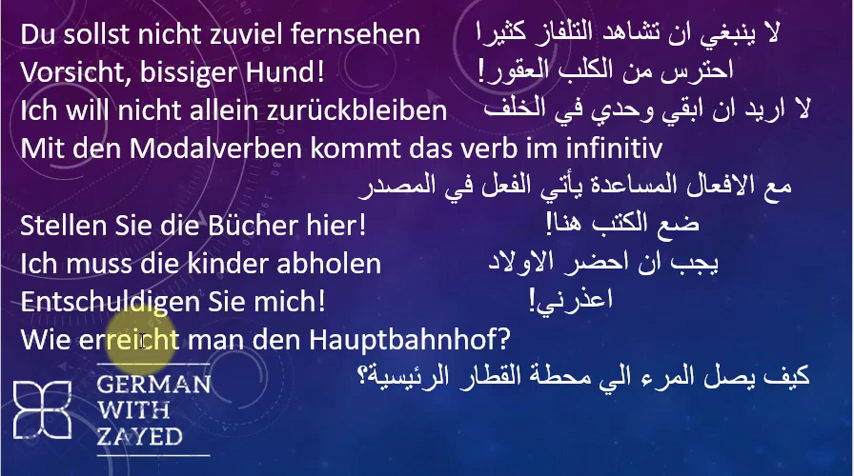 Du sollst nicht zuviel fernsehen لا ينبغي ان تشاهد التلفاز كثيرا
Vorsicht, bissiger Hund! احترس من الكلب العقور!
Ich will nicht allein zurückbleiben لا اريد ان ابقي وحدي في الخلف
Mit den Modalverben kommt das verb im infinitiv
مع الافعال المساعدة يأتي الفعل في المصدر
Stellen Sie die Bücher hier! ضع الكتب هنا!
Ich muss die kinder abholen يجب ان احضر الاولاد
Entschuldigen Sie mich! اعذرني!
Wie erreicht man den Hauptbahnhof?
كيف يصل المرء الي محطة القطار الرئيسية؟
GERMAN
WITH
ZAYED